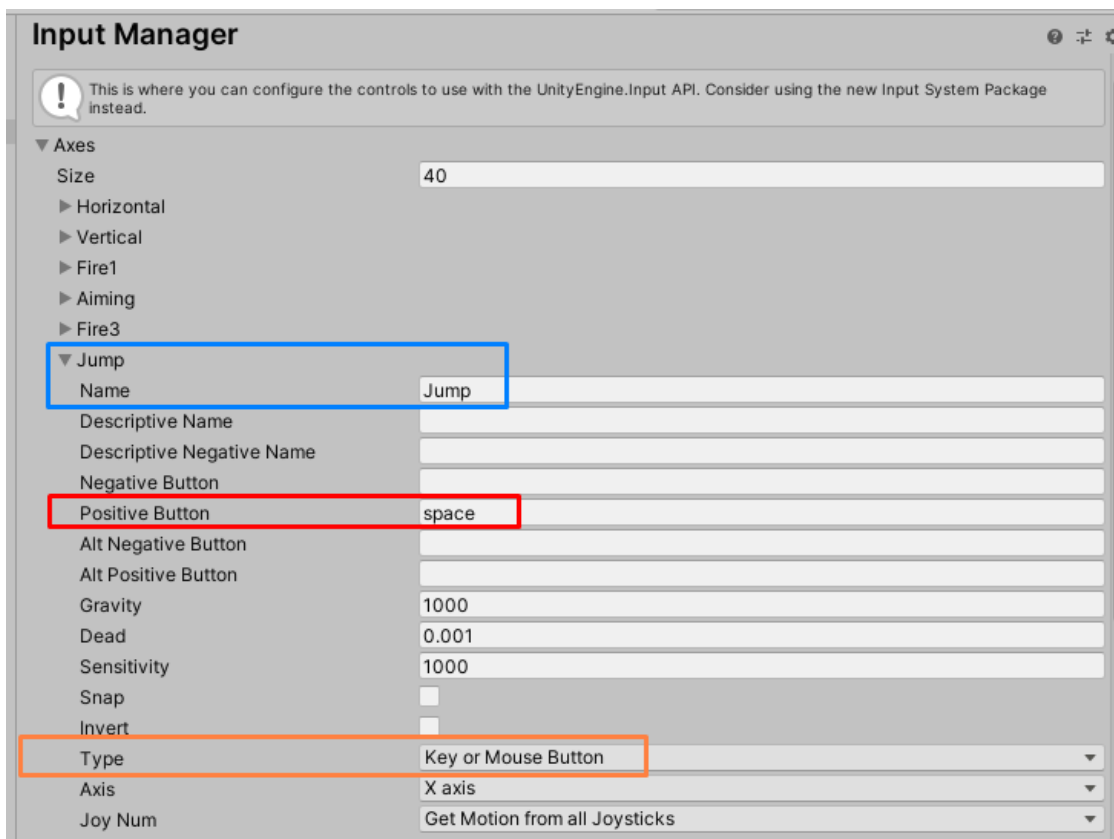 Input Manager
This is where you can configure the controls to use with the UnityEngine.Input API. Consider using the new Input System Package
instead.
Axes
Size 40
Horizontal
Vertical
Fire1
Aiming
Fire3
Jump
Name Jump
Descriptive Name
Descriptive Negative Name
Negative Button
Positive Button space
Alt Negative Button
Alt Positive Button
Gravity 1000
Dead 0.001
Sensitivity 1000
Snap
Invert
Type Key or Mouse Button
Axis X axis
Joy Num Get Motion from all Joysticks